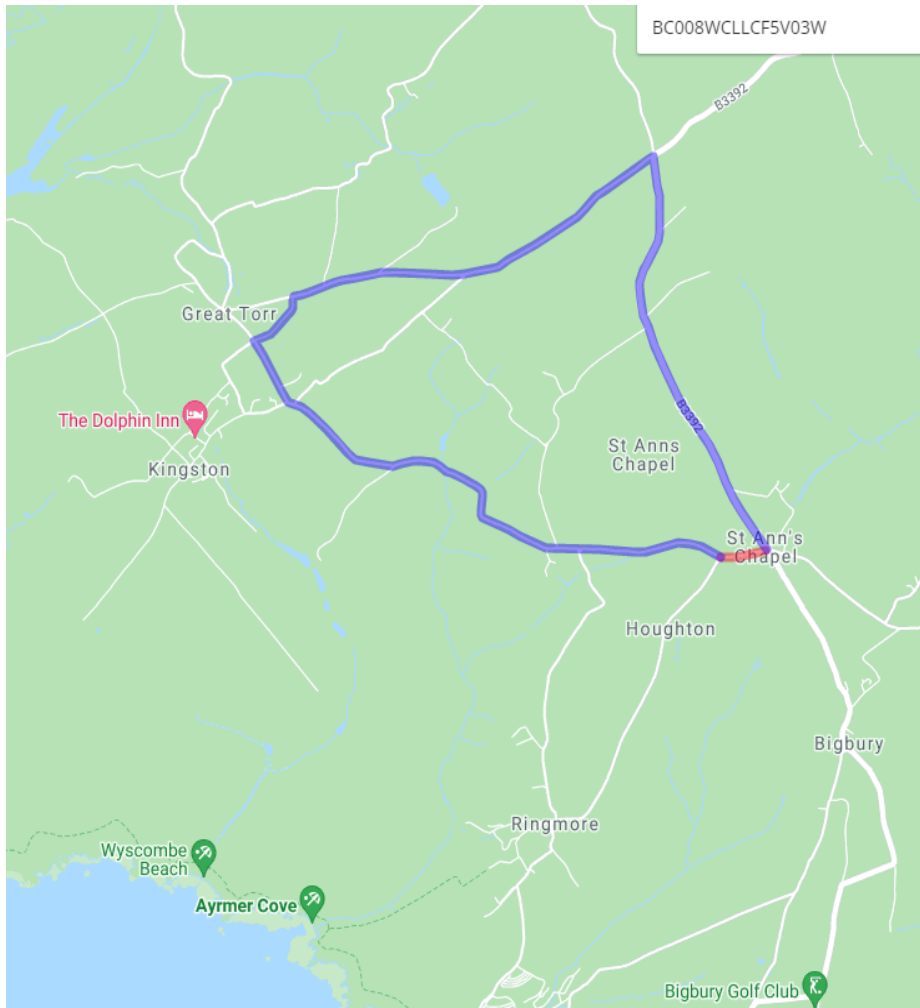 BC008WCLLCF5V03W
B3392
Great Torr
The Dolphin Inn
Kingston
B3392
St Anns
Chapel
St Ann's
Chapel
Houghton
Bigbury
Ringmore
Wyscombe
Beach
Ayrmer Cove
Bigbury Golf Club